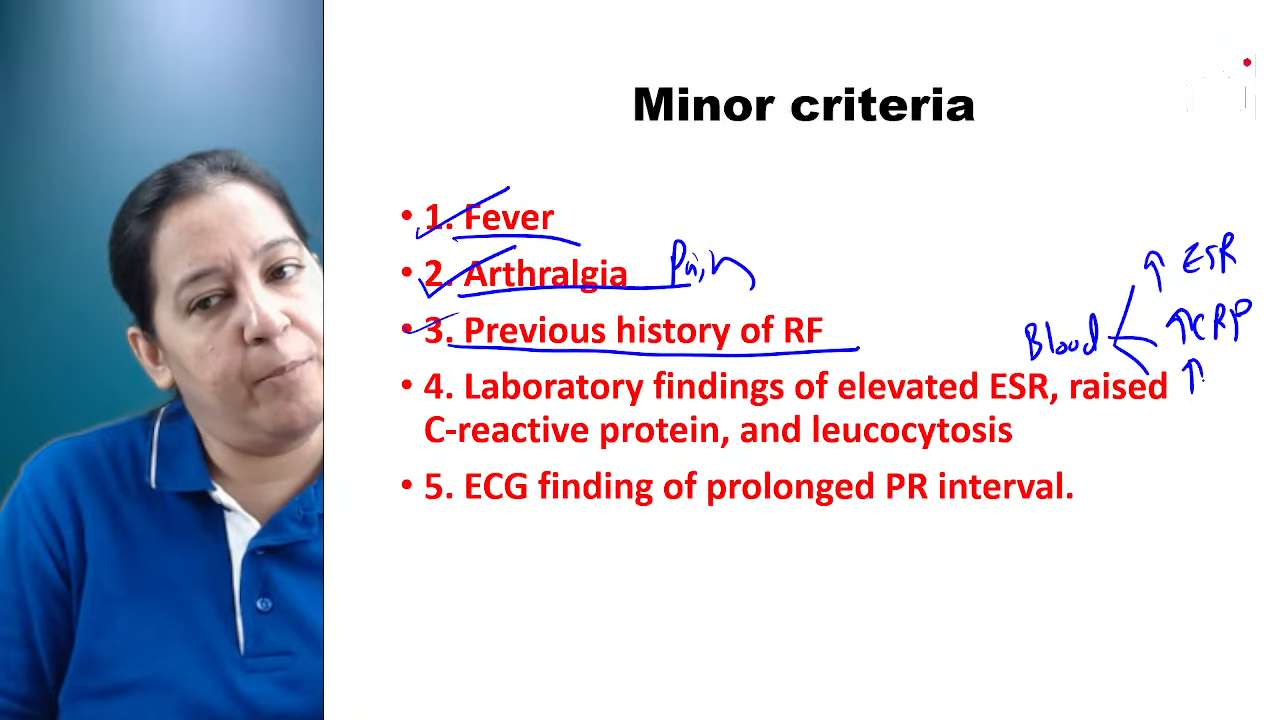 Minor criteria
• 1. Fever
• 2. Arthralgia Pain
• 3. Previous history of RF
• 4. Laboratory findings of elevated ESR, raised
C-reactive protein, and leucocytosis
• 5. ECG finding of prolonged PR interval.
Blood
↑ ESR
↑ CRP
↑